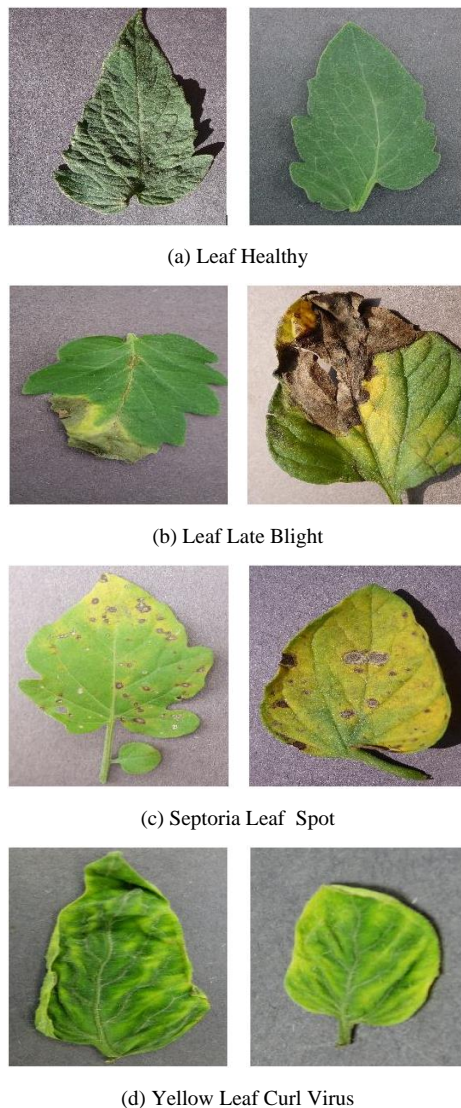 (a) Leaf Healthy
(b) Leaf Late Blight
(c) Septoria Leaf  Spot
(d) Yellow Leaf Curl Virus